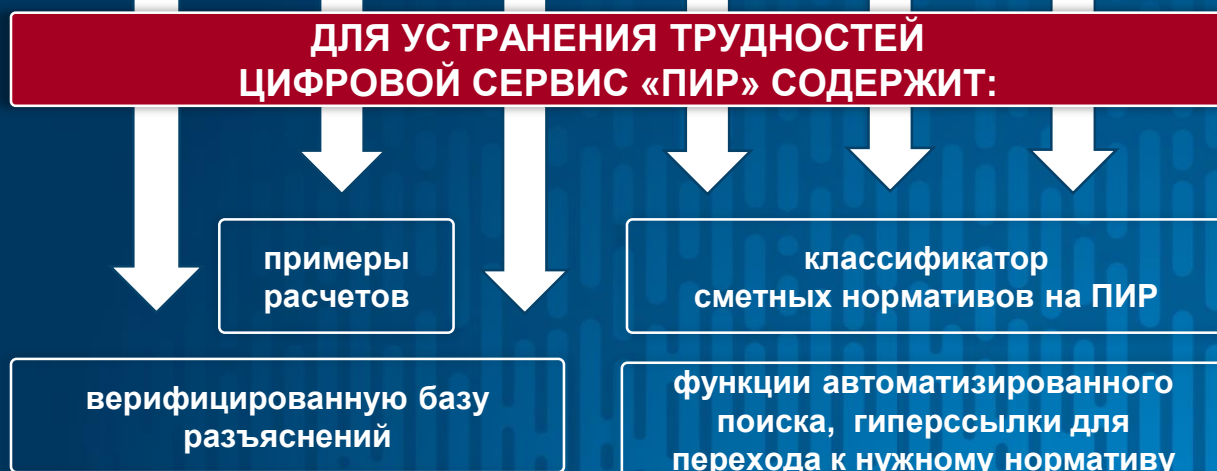 ДЛЯ УСТРАНЕНИЯ ТРУДНОСТЕЙ
ЦИФРОВОЙ СЕРВИС «ПИР» СОДЕРЖИТ:
примеры
расчетов
классификатор
сметных нормативов на ПИР
верифицированную базу
разъяснений
функции автоматизированного
поиска, гиперссылки для
перехода к нужному нормативу